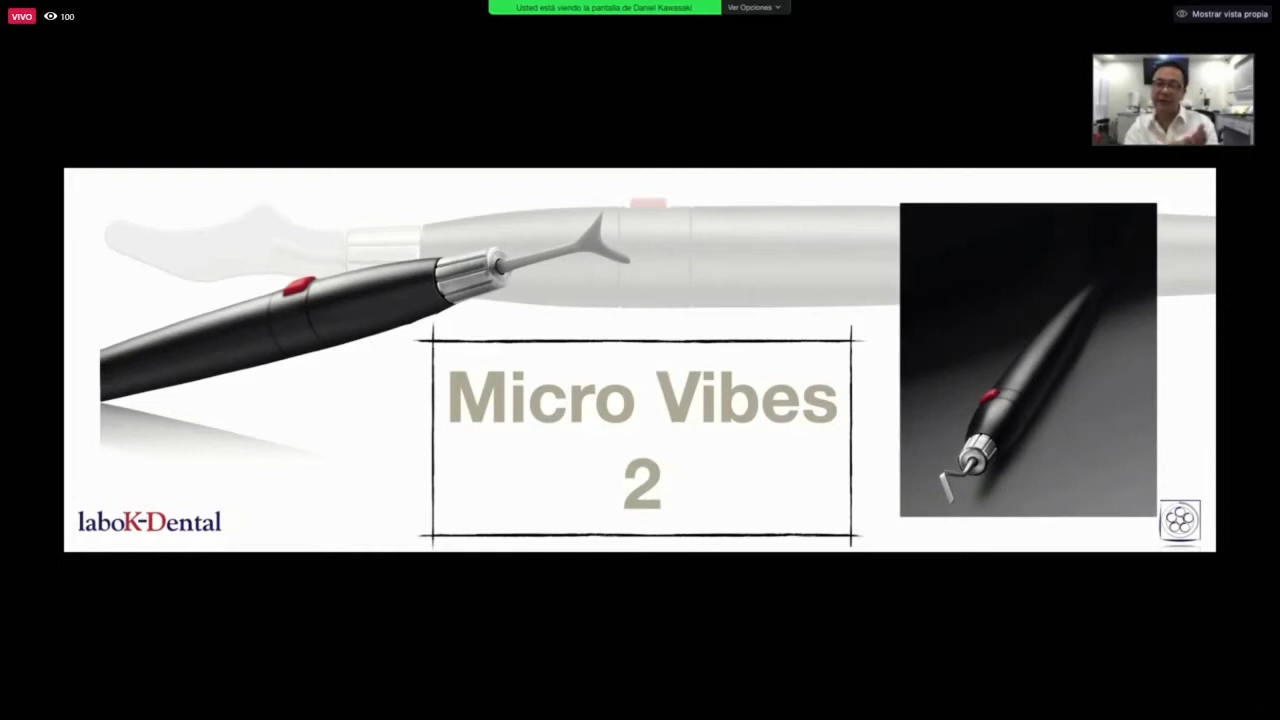 VIVO 100
Usted está viendo la pantalla de Daniel Kawasaki
Ver Opciones
Mostrar vista propia
Micro Vibes
2
laboK-Dental